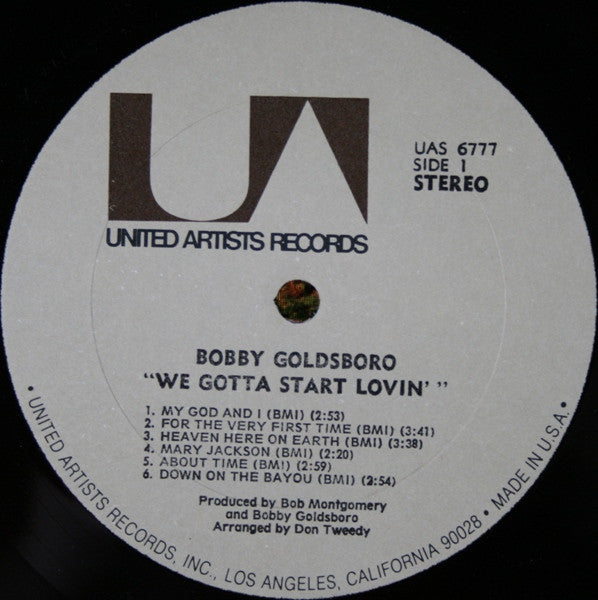 UA
UNITED ARTISTS RECORDS
UAS 6777
SIDE 1
STEREO
BOBBY GOLDSBORO
"WE GOTTA START LOVIN' "
1. MY GOD AND I (BMI) (2:53)
2. FOR THE VERY FIRST TIME (BMI) (3:41)
3. HEAVEN HERE ON EARTH (BMI) (3:38)
4. MARY JACKSON (BMI) (2:20)
5. ABOUT TIME (BMI) (2:59)
6. DOWN ON THE BAYOU (BMI) (2:54)
Produced by Bob Montgomery
and Bobby Goldsboro
Arranged by Don Tweedy
• UNITED ARTISTS RECORDS, INC., LOS ANGELES, CALIFORNIA 90028 • MADE IN U.S.A. •